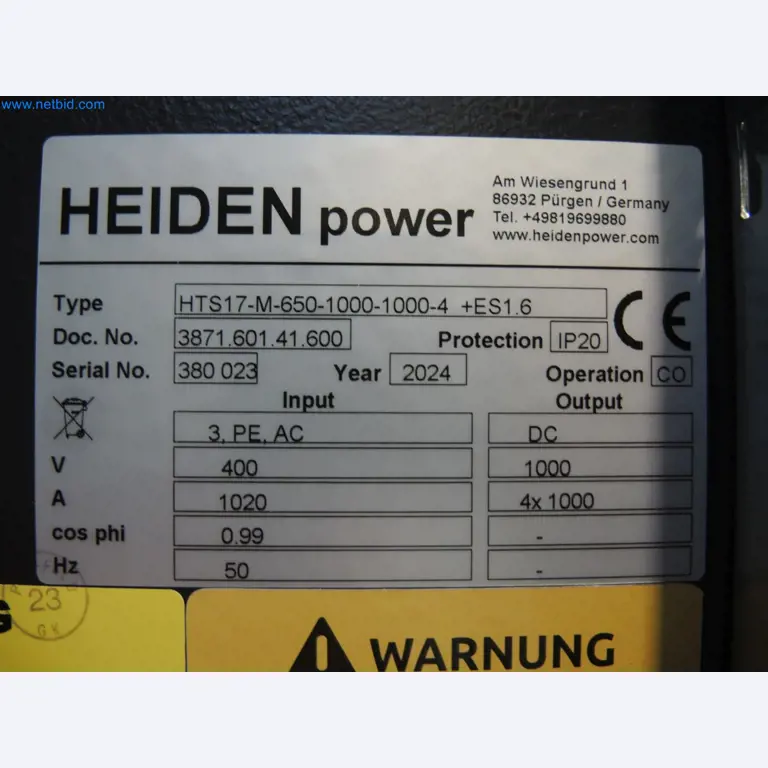 www.netbid.com
HEIDEN power
Am Wiesengrund 1
86932 Pürgen / Germany
Tel. +49819699880
www.heidenpower.com
Type HTS17-M-650-1000-1000-4 +ES1.6
CE
Doc. No. 3871.601.41.600 Protection IP20
Serial No. 380 023 Year 2024 Operation CO
Input Output
3, PE, AC DC
V 400 1000
A 1020 4x 1000
cos phi 0.99 -
Hz 50 -
23
G K
G
WARNUNG